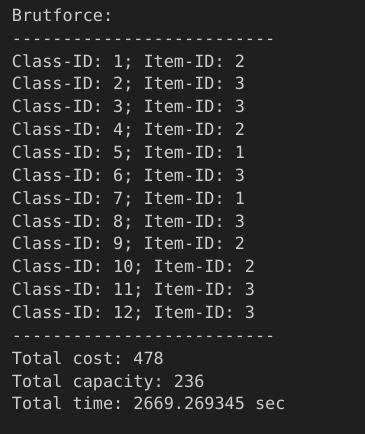 Brutforce:
--------------------------
Class-ID: 1; Item-ID: 2
Class-ID: 2; Item-ID: 3
Class-ID: 3; Item-ID: 3
Class-ID: 4; Item-ID: 2
Class-ID: 5; Item-ID: 1
Class-ID: 6; Item-ID: 3
Class-ID: 7; Item-ID: 1
Class-ID: 8; Item-ID: 3
Class-ID: 9; Item-ID: 2
Class-ID: 10; Item-ID: 2
Class-ID: 11; Item-ID: 3
Class-ID: 12; Item-ID: 3
--------------------------
Total cost: 478
Total capacity: 236
Total time: 2669.269345 sec